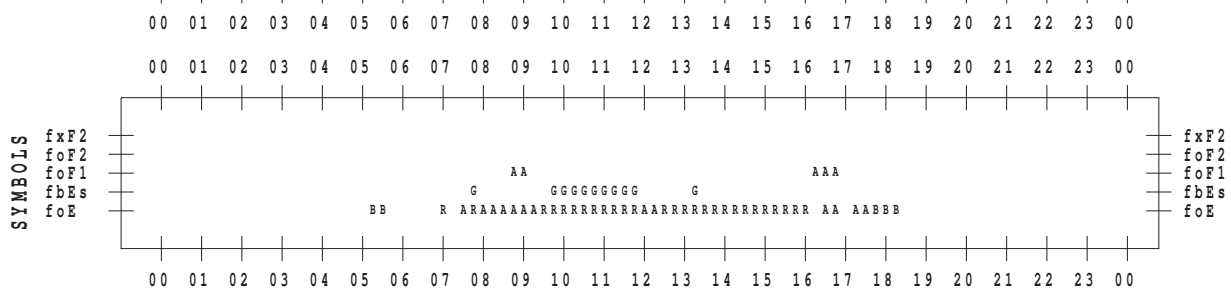 00 01 02 03 04 05 06 07 08 09 10 11 12 13 14 15 16 17 18 19 20 21 22 23 00
00 01 02 03 04 05 06 07 08 09 10 11 12 13 14 15 16 17 18 19 20 21 22 23 00
SYMBOLS
fxF2 fxF2
foF2 foF2
foF1 AA AAA foF1
fbEs G GGGGGGGGG G fbEs
foE BB R ARAAAAAARRRRRRRRRRAARRRRRRRRRRRRRRR AA AABBB foE
00 01 02 03 04 05 06 07 08 09 10 11 12 13 14 15 16 17 18 19 20 21 22 23 00